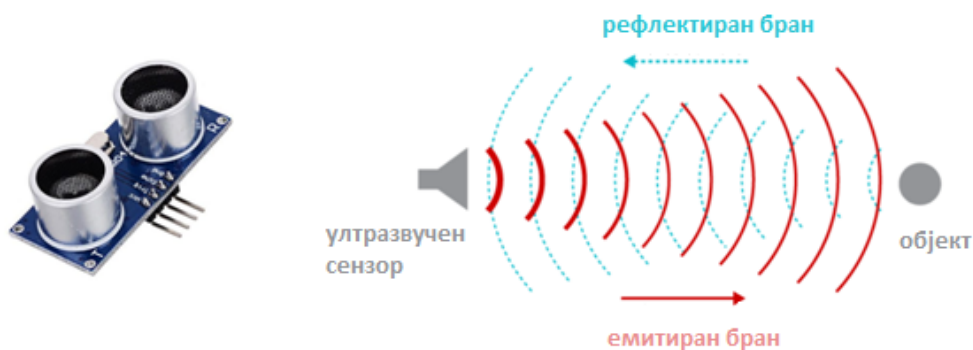 рефлектиран бран
ултразвучен
сензор
објект
емитиран бран